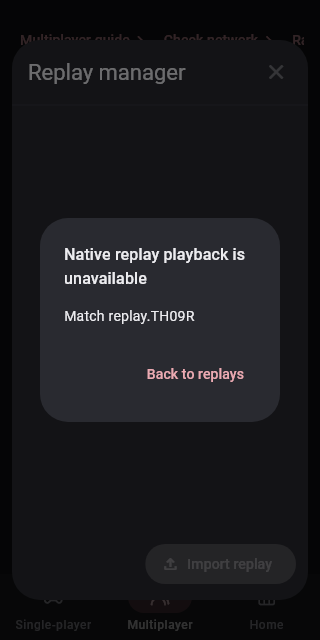 Multiplayer guide
Check network
Ra
Replay manager
Native replay playback is
unavailable
Match replay.TH09R
Back to replays
Import replay
Single-player
Multiplayer
Home